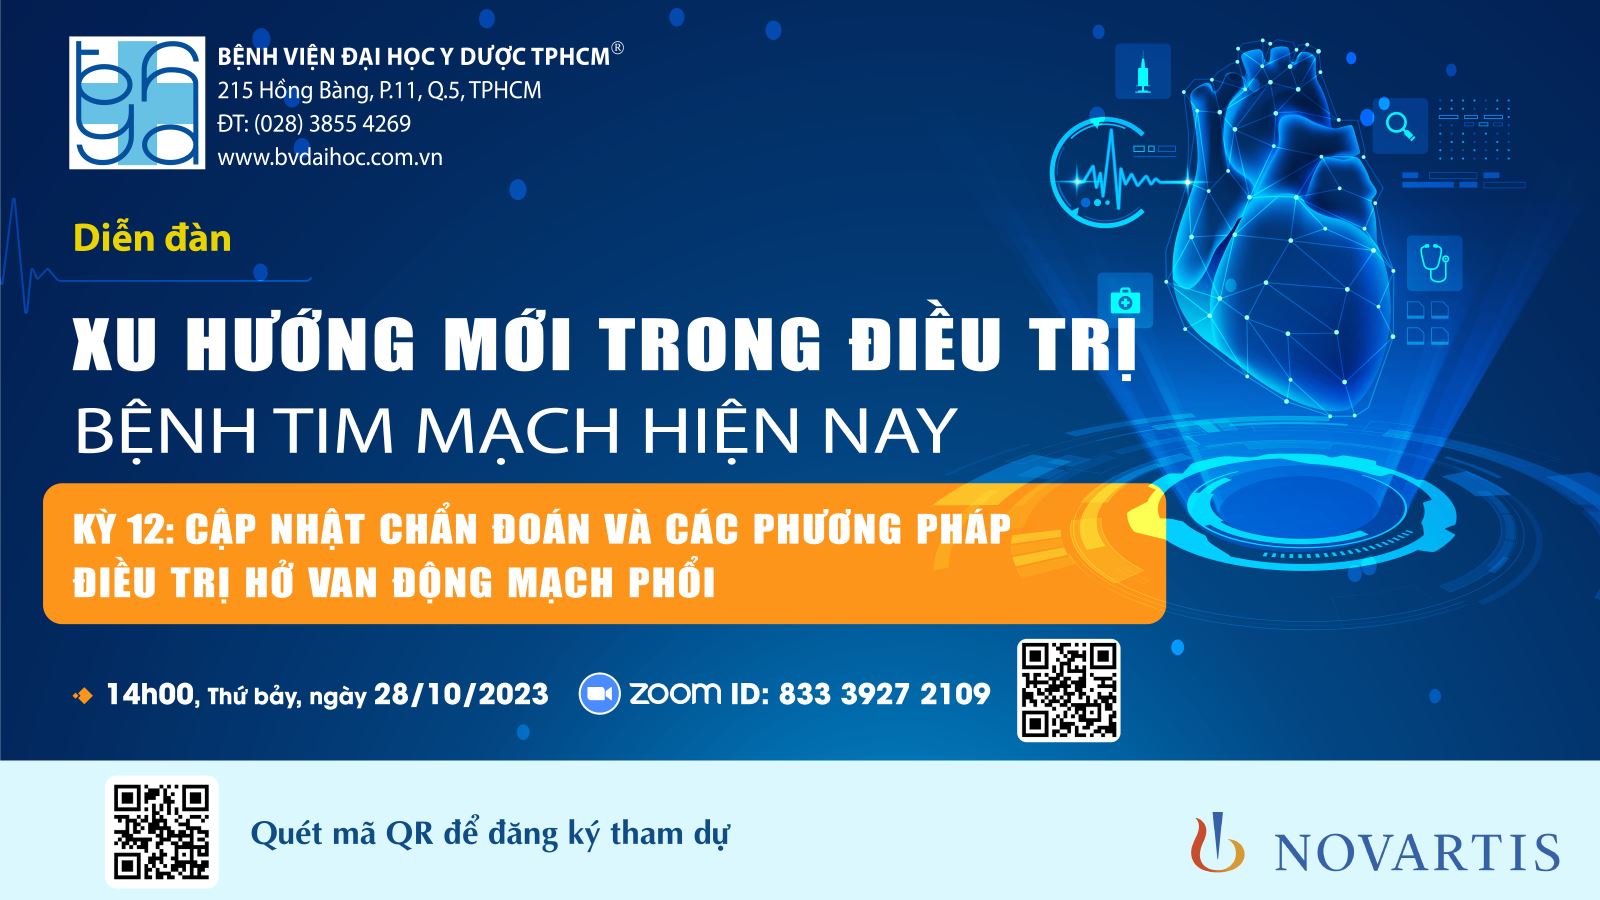 bhyd
BỆNH VIỆN ĐẠI HỌC Y DƯỢC TPHCM®
215 Hồng Bàng, P.11, Q.5, TPHCM
ĐT: (028) 3855 4269
www.bvdaihoc.com.vn
Diễn đàn
XU HƯỚNG MỚI TRONG ĐIỀU TRỊ
BỆNH TIM MẠCH HIỆN NAY
KỲ 12: CẬP NHẬT CHẨN ĐOÁN VÀ CÁC PHƯƠNG PHÁP
ĐIỀU TRỊ HỞ VAN ĐỘNG MẠCH PHỔI
14h00, Thứ bảy, ngày 28/10/2023 zoom ID: 833 3927 2109
Quét mã QR để đăng ký tham dự
NOVARTIS